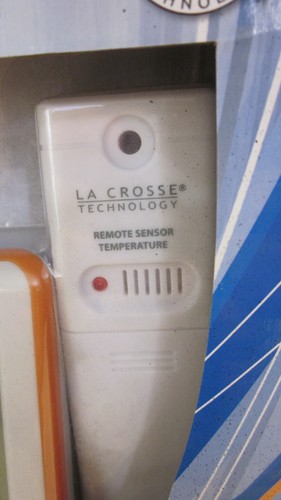 LA CROSSE®
TECHNOLOGY
REMOTE SENSOR
TEMPERATURE